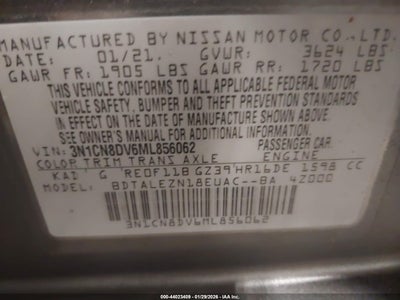 MANUFACTURED BY NISSAN MOTOR CO., LTD.
DATE: 01/21, GVWR: 3624 LBS
GAWR FR: 1905 LBS GAWR RR: 1720 LBS
THIS VEHICLE CONFORMS TO ALL APPLICABLE FEDERAL MOTOR
VEHICLE SAFETY, BUMPER AND THEFT PREVENTION STANDARDS
IN EFFECT ON THE DATE OF MANUFACTURE SHOWN ABOVE.
SEE OWNER'S MANUAL FOR ADDITIONAL INFORMATION
VIN: 3N1CN8DV6ML856062 PASSENGER CAR
COLOR TRIM TRANS AXLE ENGINE
KAD G RE0F11B GZ39 HR16DE 1598 CC
MODEL: BDTALEZN18EUAC--BA 4Z000
3N1CN8DV6ML856062
000-44023409 - 01/29/2026 - IAA Inc.